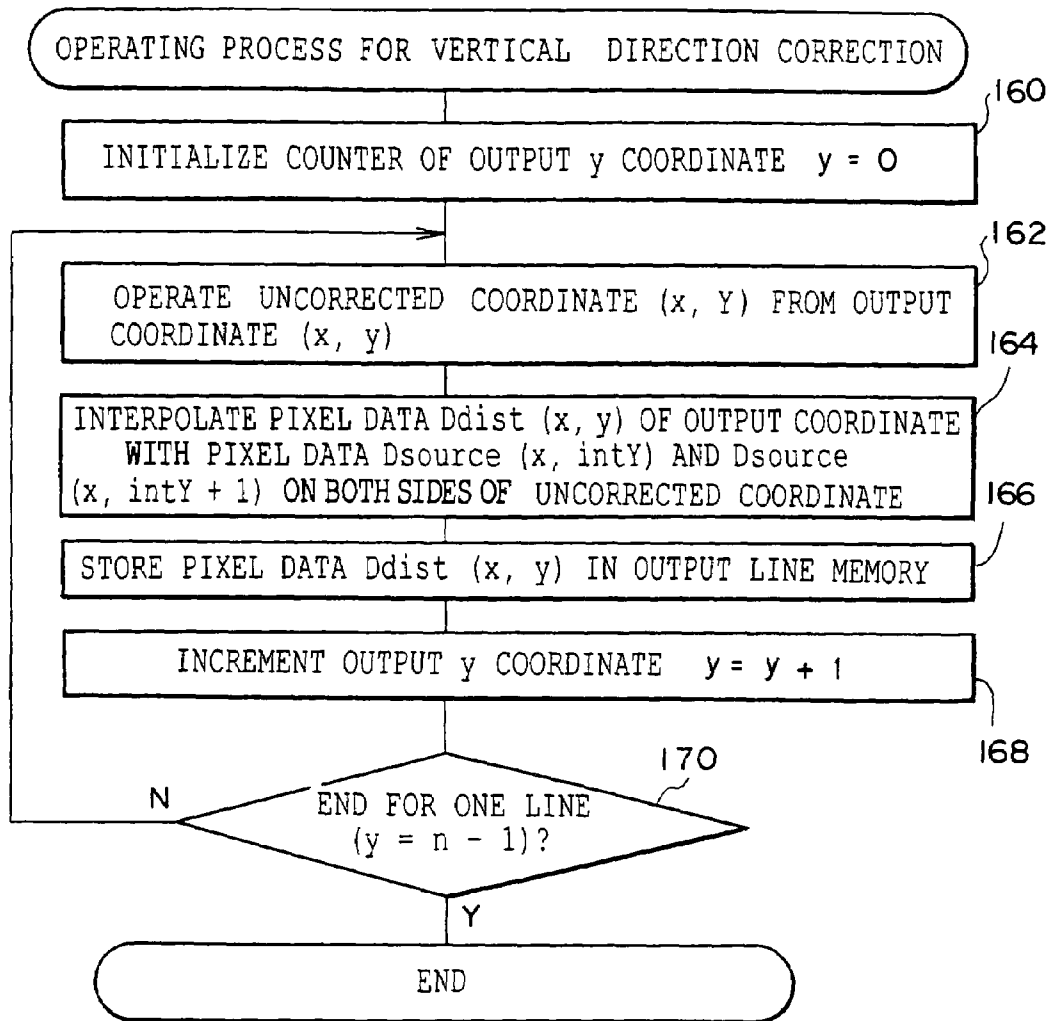 OPERATING PROCESS FOR VERTICAL DIRECTION CORRECTION
160
INITIALIZE COUNTER OF OUTPUT y COORDINATE y = 0
162
OPERATE UNCORRECTED COORDINATE (x, Y) FROM OUTPUT
COORDINATE (x, y)
164
INTERPOLATE PIXEL DATA Ddist (x, y) OF OUTPUT COORDINATE
WITH PIXEL DATA Dsource (x, intY) AND Dsource
(x, intY + 1) ON BOTH SIDES OF UNCORRECTED COORDINATE
166
STORE PIXEL DATA Ddist (x, y) IN OUTPUT LINE MEMORY
INCREMENT OUTPUT y COORDINATE y = y + 1
168
170
N
END FOR ONE LINE
(y = n - 1)?
Y
END